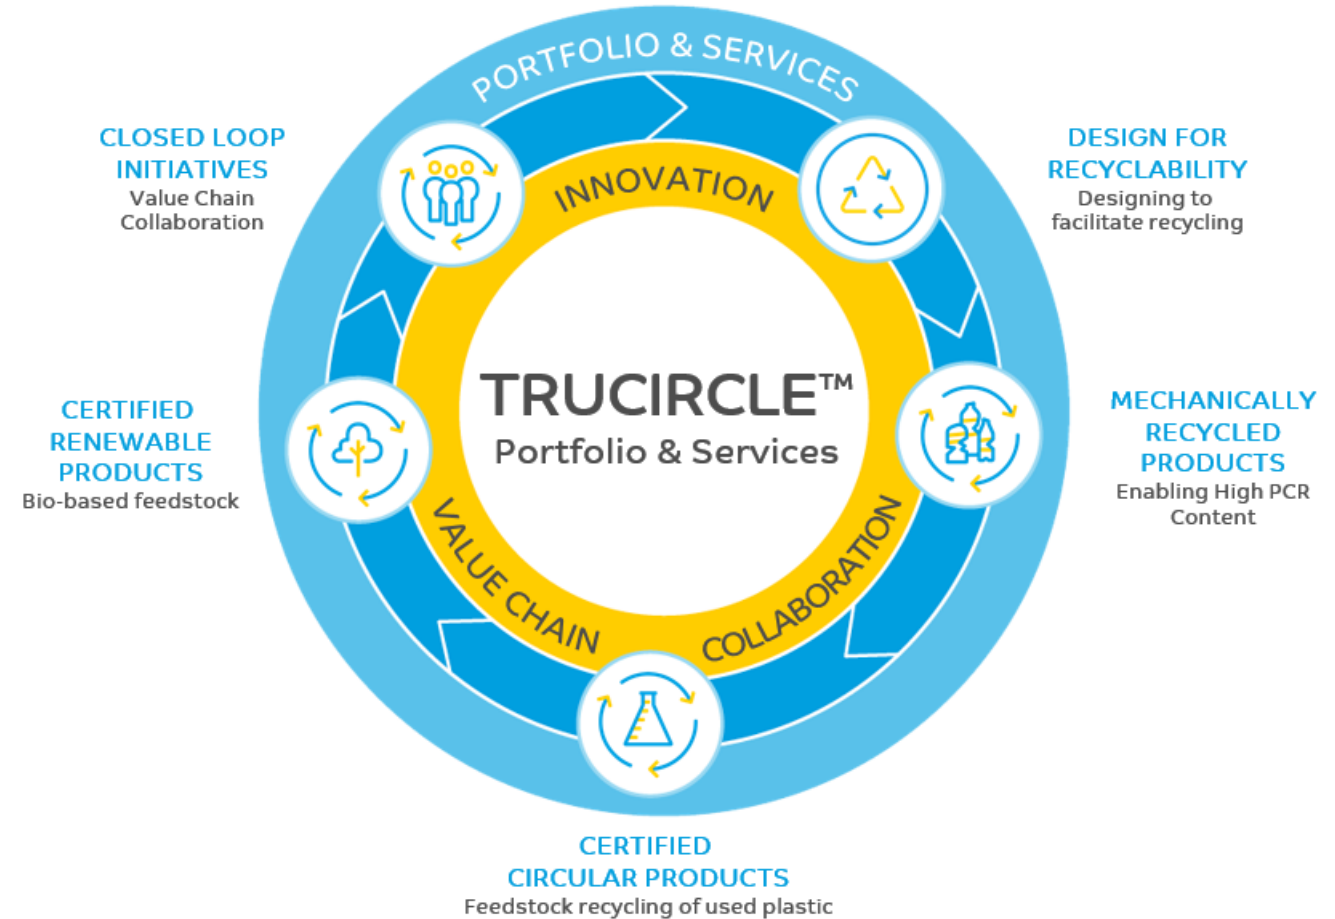 PORTFOLIO & SERVICES
INNOVATION
VALUE CHAIN
COLLABORATION
TRUCIRCLE™
Portfolio & Services
CLOSED LOOP
INITIATIVES
Value Chain
Collaboration
DESIGN FOR
RECYCLABILITY
Designing to
facilitate recycling
CERTIFIED
RENEWABLE
PRODUCTS
Bio-based feedstock
MECHANICALLY
RECYCLED
PRODUCTS
Enabling High PCR
Content
CERTIFIED
CIRCULAR PRODUCTS
Feedstock recycling of used plastic